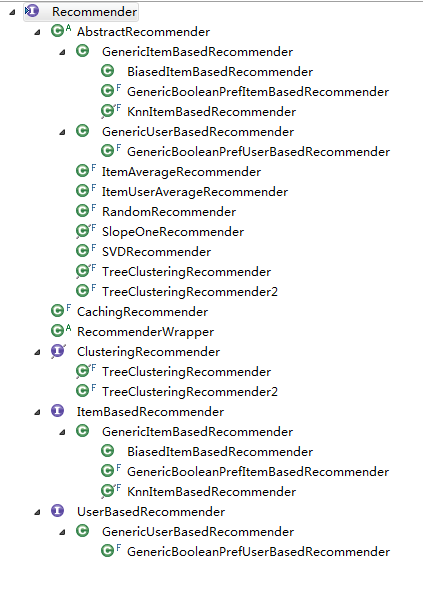 Recommender
AbstractRecommender
GenericItemBasedRecommender
BiasedItemBasedRecommender
GenericBooleanPrefItemBasedRecommender
KnnItemBasedRecommender
GenericUserBasedRecommender
GenericBooleanPrefUserBasedRecommender
ItemAverageRecommender
ItemUserAverageRecommender
RandomRecommender
SlopeOneRecommender
SVDRecommender
TreeClusteringRecommender
TreeClusteringRecommender2
CachingRecommender
RecommenderWrapper
ClusteringRecommender
TreeClusteringRecommender
TreeClusteringRecommender2
ItemBasedRecommender
GenericItemBasedRecommender
BiasedItemBasedRecommender
GenericBooleanPrefItemBasedRecommender
KnnItemBasedRecommender
UserBasedRecommender
GenericUserBasedRecommender
GenericBooleanPrefUserBasedRecommender